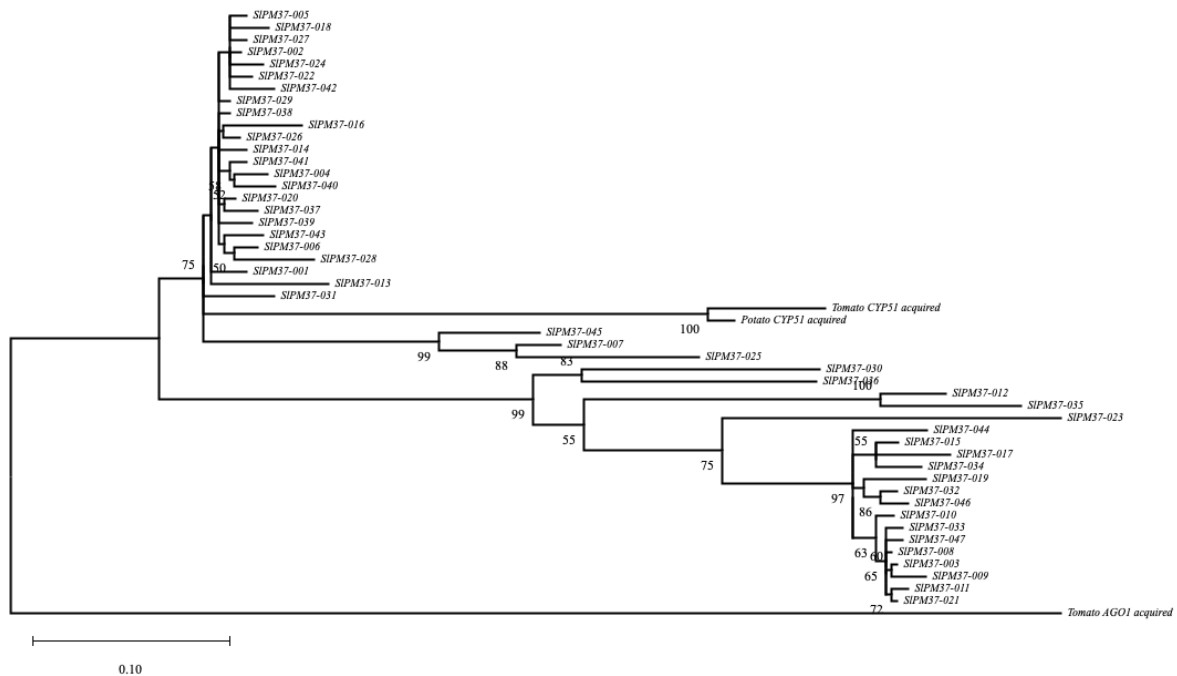 SlPM37-005
SlPM37-018
SlPM37-027
SlPM37-002
SlPM37-024
SlPM37-022
SlPM37-042
SlPM37-029
SlPM37-038
SlPM37-016
SlPM37-026
SlPM37-014
SlPM37-041
SlPM37-004
58
SlPM37-040
52
SlPM37-020
SlPM37-037
SlPM37-039
SlPM37-043
SlPM37-006
SlPM37-028
75
50
SlPM37-001
SlPM37-013
SlPM37-031
Tomato CYP51 acquired
Potato CYP51 acquired
100
SlPM37-045
SlPM37-007
99
SlPM37-025
88
83
SlPM37-030
SlPM37-036
100
SlPM37-012
SlPM37-035
99
SlPM37-023
SlPM37-044
55
55
SlPM37-015
SlPM37-017
75
SlPM37-034
SlPM37-019
SlPM37-032
97
SlPM37-046
86
SlPM37-010
SlPM37-033
SlPM37-047
63
60
SlPM37-008
SlPM37-003
65
SlPM37-009
SlPM37-011
SlPM37-021
72
Tomato AGO1 acquired
0.10